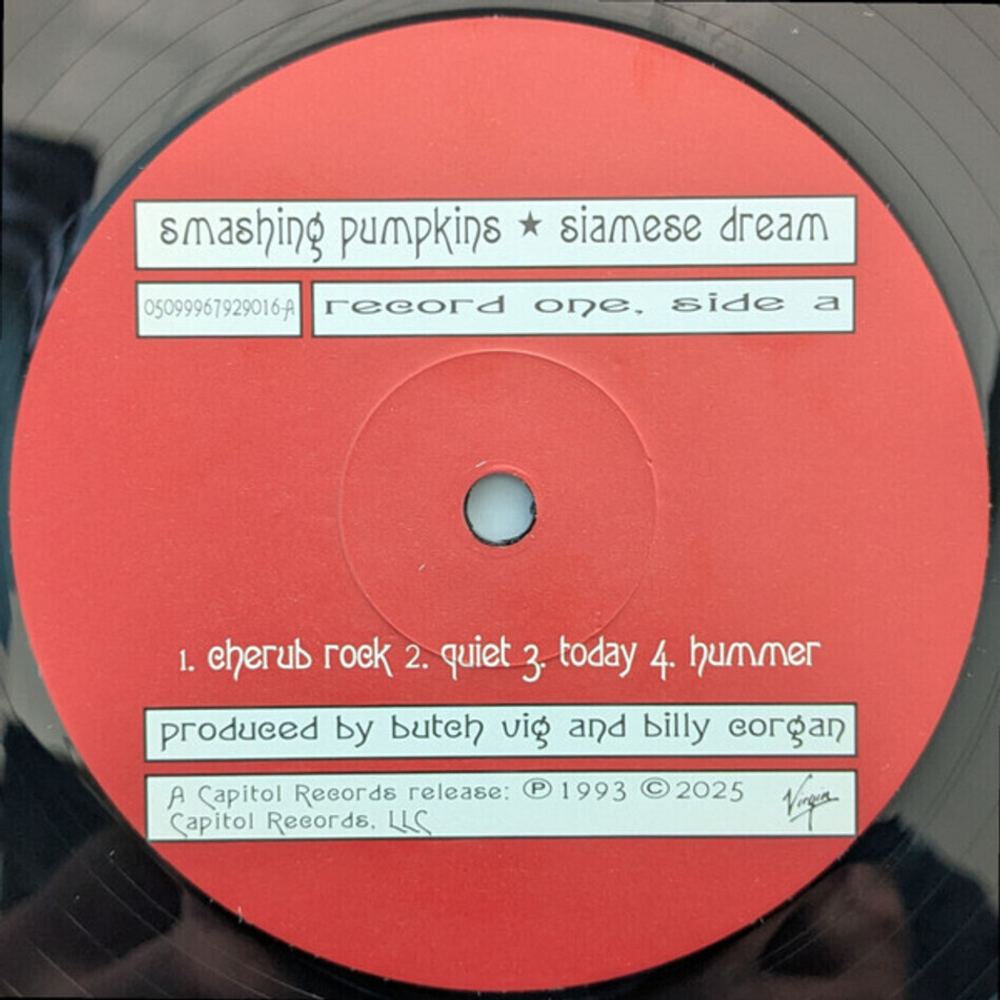 smashing pumpkins ★ siamese dream
05099967929016-A
record one, side a
1. cherub rock 2. quiet 3. today 4. hummer
produced by butch vig and billy corgan
A Capitol Records release: ℗ 1993 © 2025
Capitol Records, LLC
Virgin